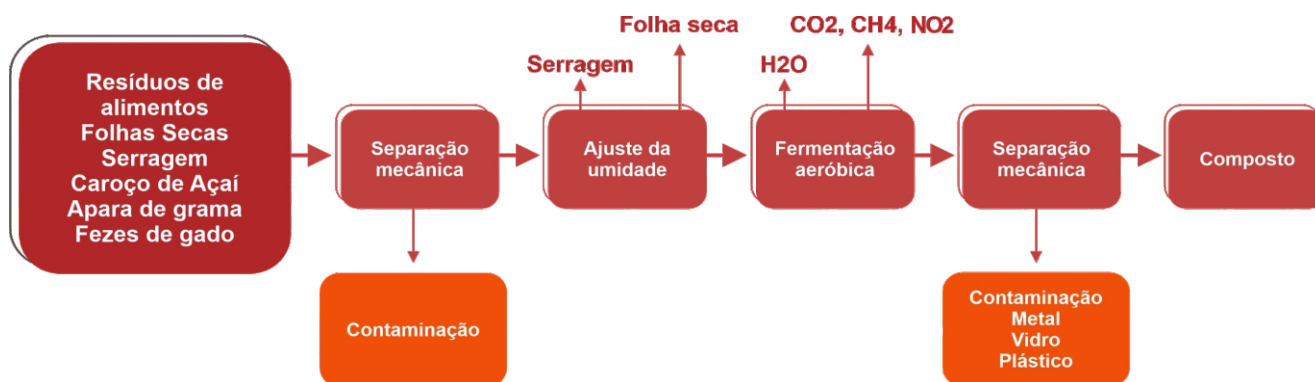 Resíduos de
alimentos
Folhas Secas
Serragem
Caroço de Açaí
Apara de grama
Fezes de gado
Separação
mecânica
Contaminação
Serragem
Folha seca
Ajuste da
umidade
H2O
CO2, CH4, NO2
Fermentação
aeróbica
Separação
mecânica
Contaminação
Metal
Vidro
Plástico
Composto